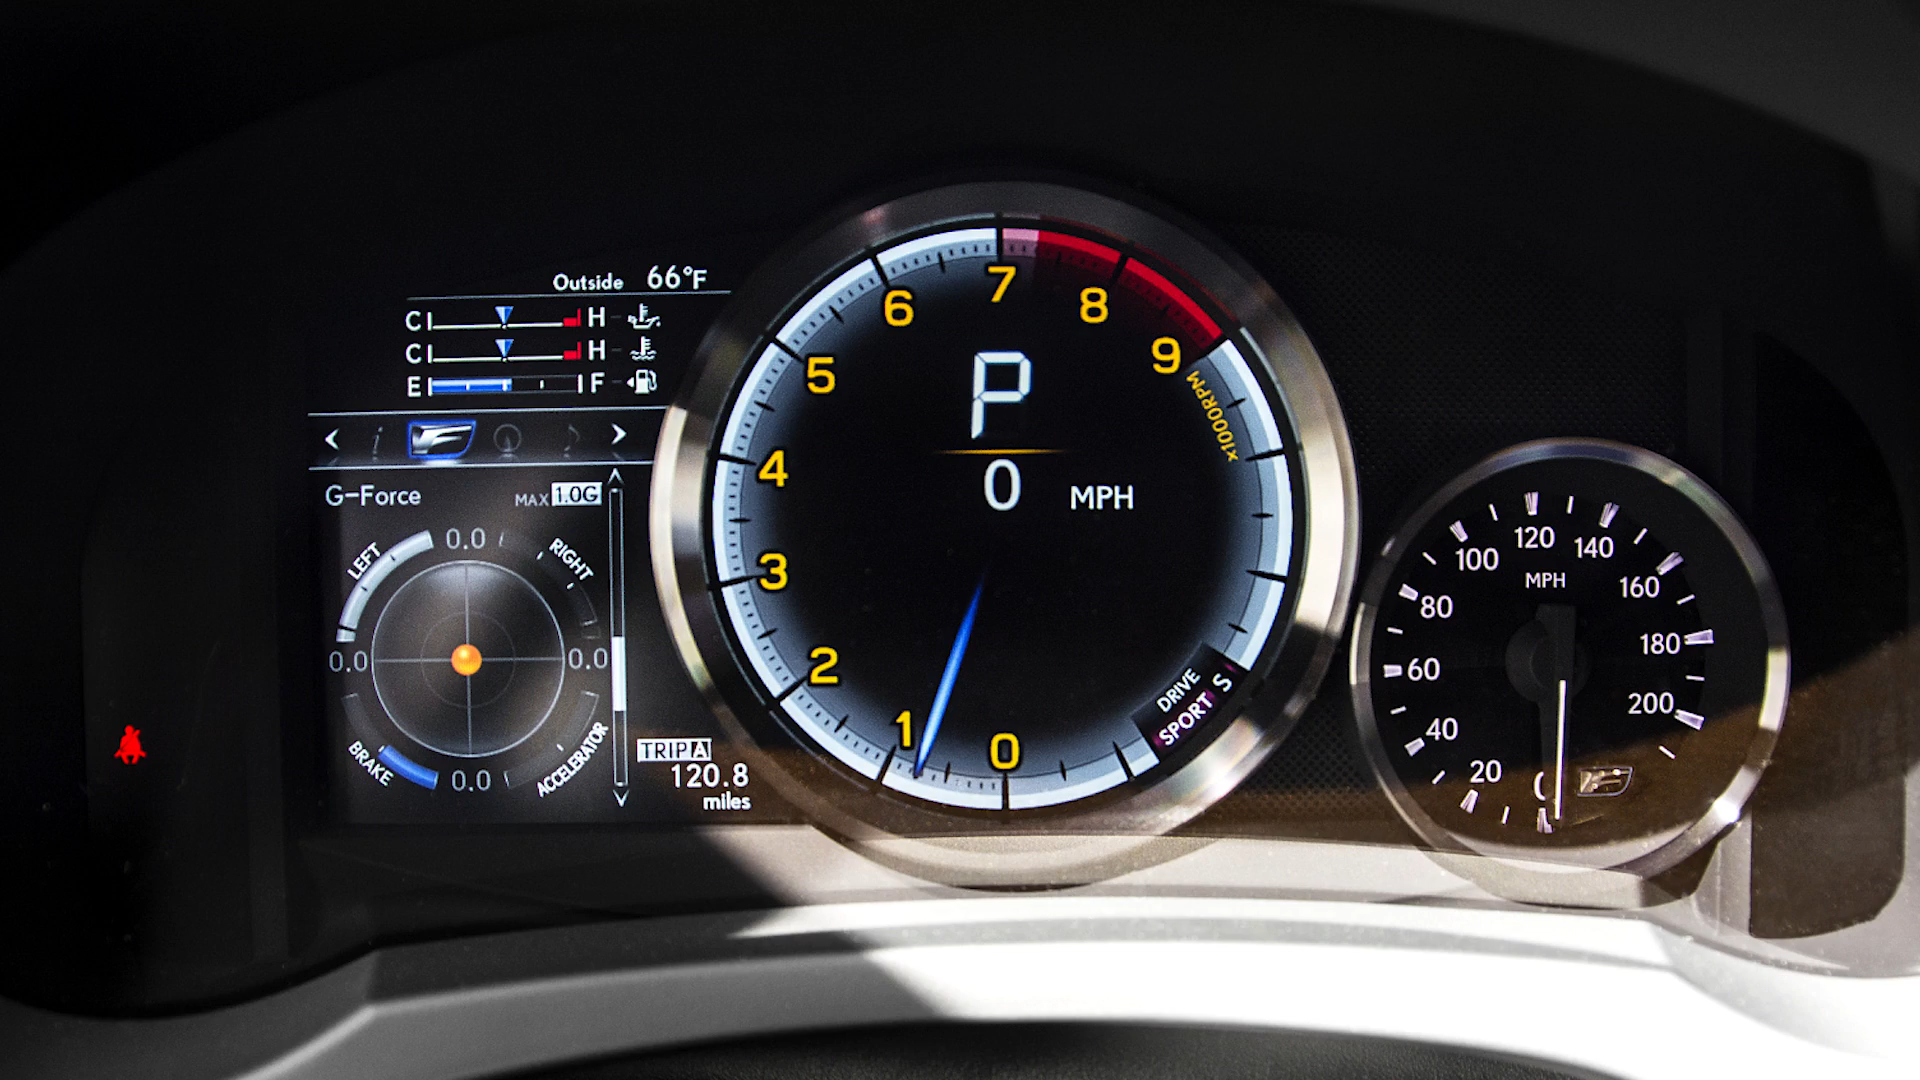 Outside 66°F
C H
C H
E F
i F
G-Force MAX 1.0G
LEFT 0.0 RIGHT
0.0 0.0
BRAKE 0.0 ACCELERATOR
TRIP A
120.8
miles
7
6 8
5 9
x1000RPM
4
3
2
1
0
P
0 MPH
DRIVE
SPORT S
120
100 140
MPH
80 160
60 180
40 200
20
0 F